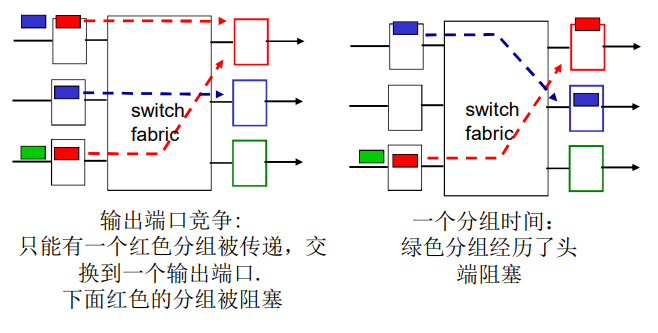 switch
fabric
输出端口竞争:
只能有一个红色分组被传递，交
换到一个输出端口.
下面红色的分组被阻塞
switch
fabric
一个分组时间：
绿色分组经历了头
端阻塞